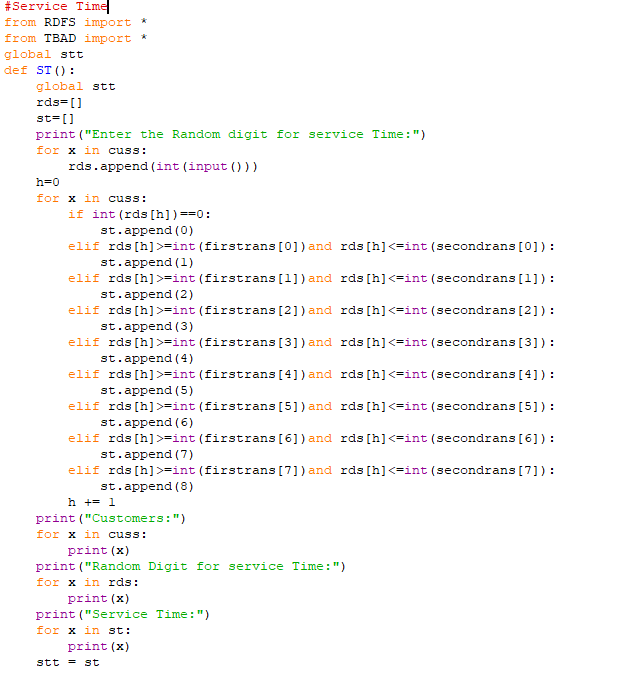 #Service Time
from RDFS import *
from TBAD import *
global stt
def ST():
    global stt
    rds=[]
    st=[]
    print("Enter the Random digit for service Time:")
    for x in cuss:
        rds.append(int(input()))
    h=0
    for x in cuss:
        if int(rds[h])==0:
            st.append(0)
        elif rds[h]>=int(firstrans[0])and rds[h]<=int(secondrans[0]):
            st.append(1)
        elif rds[h]>=int(firstrans[1])and rds[h]<=int(secondrans[1]):
            st.append(2)
        elif rds[h]>=int(firstrans[2])and rds[h]<=int(secondrans[2]):
            st.append(3)
        elif rds[h]>=int(firstrans[3])and rds[h]<=int(secondrans[3]):
            st.append(4)
        elif rds[h]>=int(firstrans[4])and rds[h]<=int(secondrans[4]):
            st.append(5)
        elif rds[h]>=int(firstrans[5])and rds[h]<=int(secondrans[5]):
            st.append(6)
        elif rds[h]>=int(firstrans[6])and rds[h]<=int(secondrans[6]):
            st.append(7)
        elif rds[h]>=int(firstrans[7])and rds[h]<=int(secondrans[7]):
            st.append(8)
        h += 1
    print("Customers:")
    for x in cuss:
        print(x)
    print("Random Digit for service Time:")
    for x in rds:
        print(x)
    print("Service Time:")
    for x in st:
        print(x)
    stt = st